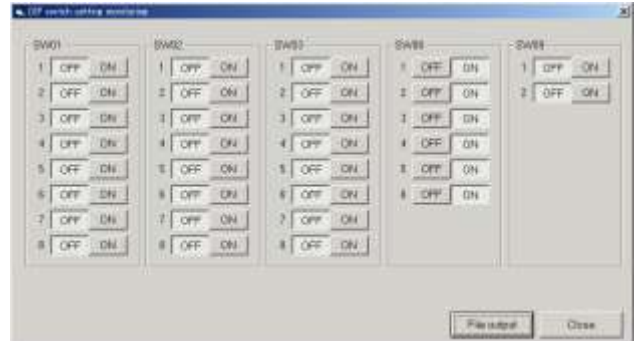 DIP switch setting monitoring
SW01 SW02 SW03 SW09
1 OFF ON 1 OFF ON 1 OFF ON 1 OFF ON 1 OFF ON
2 OFF ON 2 OFF ON 2 OFF ON 2 OFF ON 2 OFF ON
3 OFF ON 3 OFF ON 3 OFF ON 3 OFF ON
4 OFF ON 4 OFF ON 4 OFF ON 4 OFF ON
5 OFF ON 5 OFF ON 5 OFF ON 5 OFF ON
6 OFF ON 6 OFF ON 6 OFF ON 6 OFF ON
7 OFF ON 7 OFF ON 7 OFF ON
8 OFF ON 8 OFF ON 8 OFF ON
File output Close